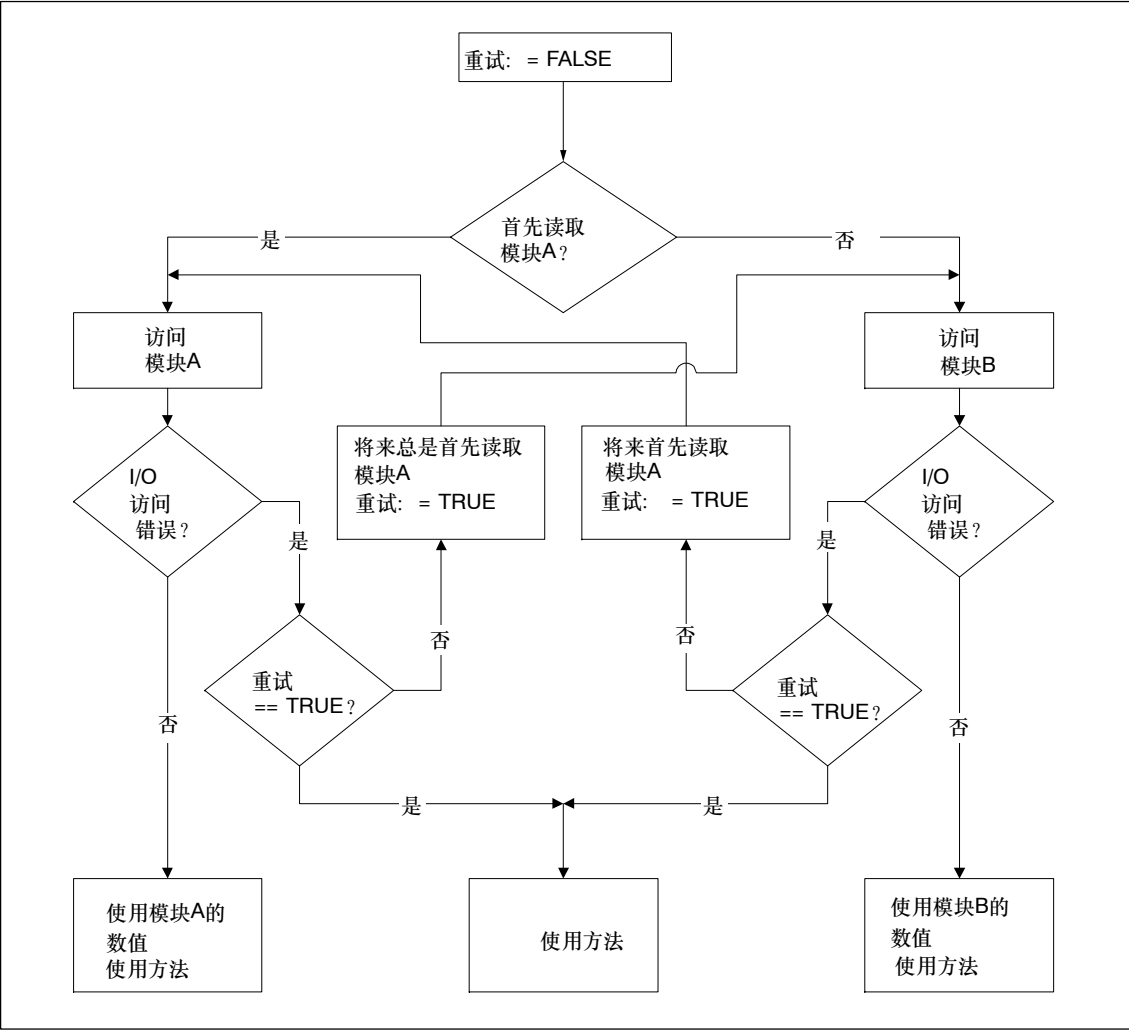 重试: = FALSE
首先读取
模块A?
是
否
访问
模块A
访问
模块B
将来总是首先读取
模块A
重试: = TRUE
将来首先读取
模块A
重试: = TRUE
I/O
访问
错误?
I/O
访问
错误?
是
是
否
否
重试
== TRUE?
重试
== TRUE?
否
否
是
是
使用模块A的
数值
使用方法
使用方法
使用模块B的
数值
使用方法